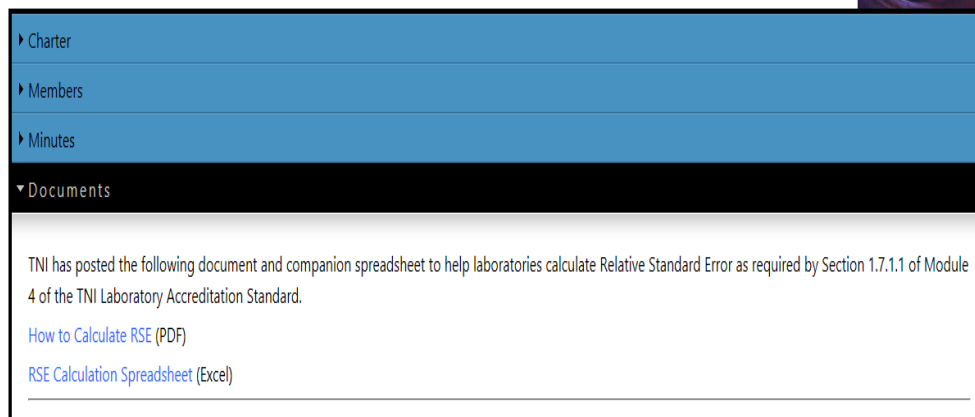 Charter
Members
Minutes
Documents
TNI has posted the following document and companion spreadsheet to help laboratories calculate Relative Standard Error as required by Section 1.7.1.1 of Module
4 of the TNI Laboratory Accreditation Standard.
How to Calculate RSE (PDF)
RSE Calculation Spreadsheet (Excel)